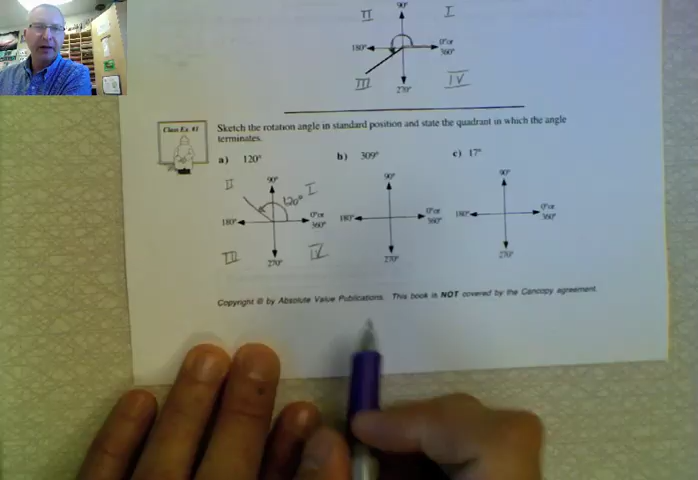 90°
II I
180° 0°or
360°
III IV
270°
Class Ex. #3
Sketch the rotation angle in standard position and state the quadrant in which the angle
terminates.
a) 120° b) 309° c) 17°
90° 90° 90°
II I
120°
180° 0°or
360°
180° 0°or
360°
180° 0°or
360°
III IV
270° 270° 270°
Copyright © by Absolute Value Publications. This book is NOT covered by the Cancopy agreement.